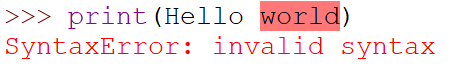 >>> print(Hello world)
SyntaxError: invalid syntax